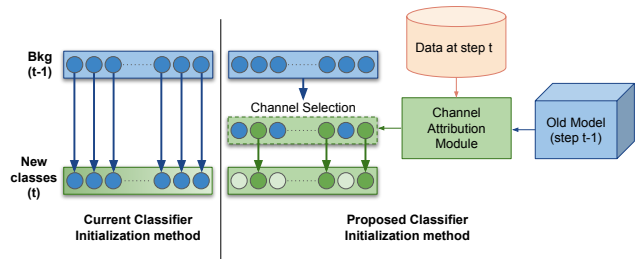 Bkg
(t-1)
New
classes
(t)
Current Classifier
Initialization method
Channel Selection
Data at step t
Channel
Attribution
Module
Old Model
(step t-1)
Proposed Classifier
Initialization method